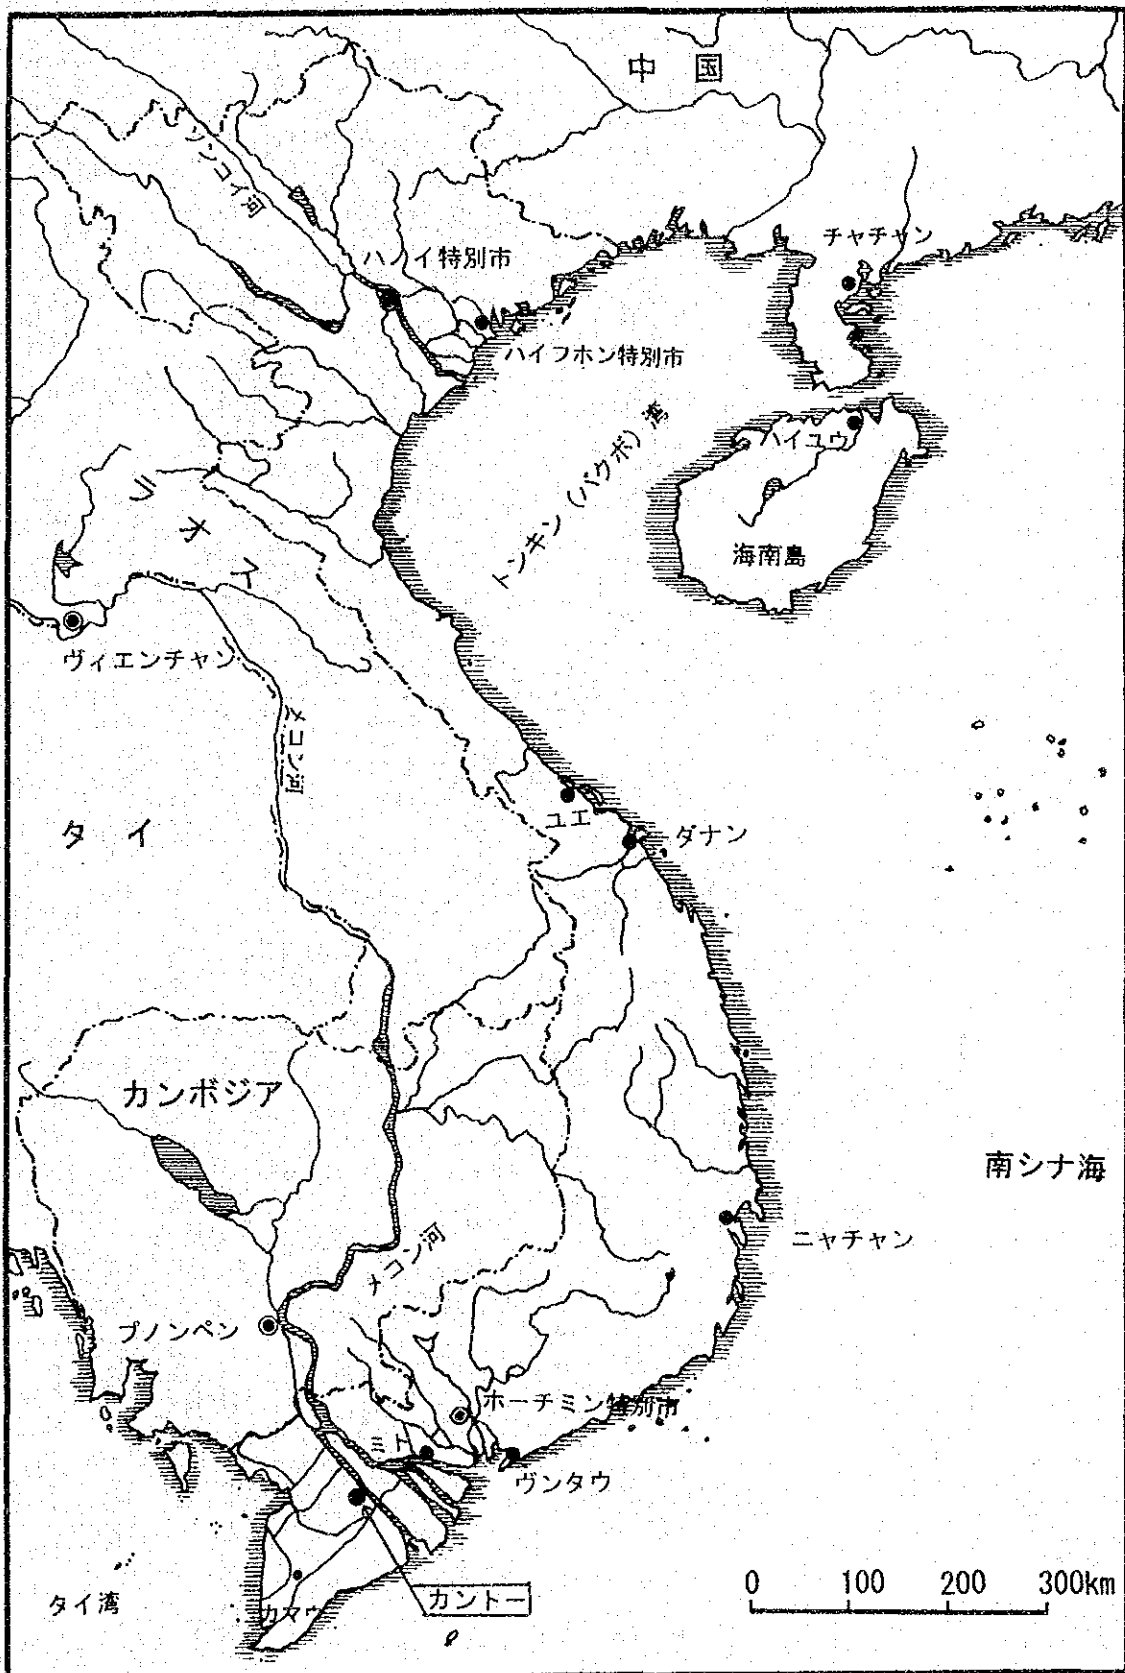 中国
ソンコイ河
チャチャン
ハノイ特別市
ハイフホン特別市
トンキン（バクボ）湾
ハイユウ
ラオス
海南島
ヴィエンチャン
メコン河
ユエ
ダナン
タイ
カンボジア
南シナ海
ニャチャン
メコン河
プノンペン
ホーチミン特別市
ミト
ヴンタウ
カントー
カマウ
タイ湾
0 100 200 300km